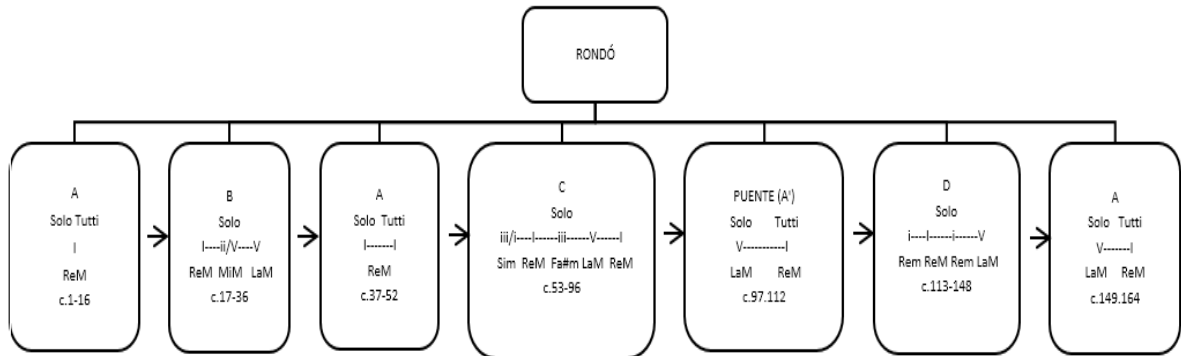 RONDÓ
A
Solo Tutti
I
ReM
c.1-16
B
Solo
I----ii/V----V
ReM MiM LaM
c.17-36
A
Solo Tutti
I-------I
ReM
c.37-52
C
Solo
iii/i----I------iii------V------I
Sim ReM Fa#m LaM ReM
c.53-96
PUENTE (A')
Solo Tutti
V-----------I
LaM ReM
c.97.112
D
Solo
i----I------i------V
Rem ReM Rem LaM
c.113-148
A
Solo Tutti
V-------I
LaM ReM
c.149.164